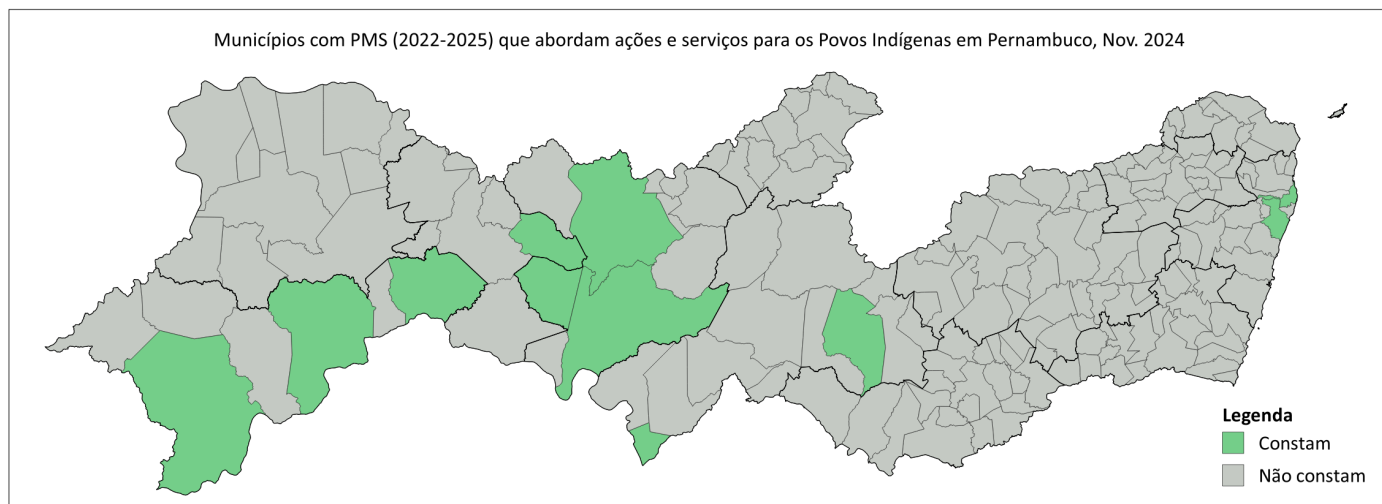 Municípios com PMS (2022-2025) que abordam ações e serviços para os Povos Indígenas em Pernambuco, Nov. 2024
Legenda
Constam
Não constam